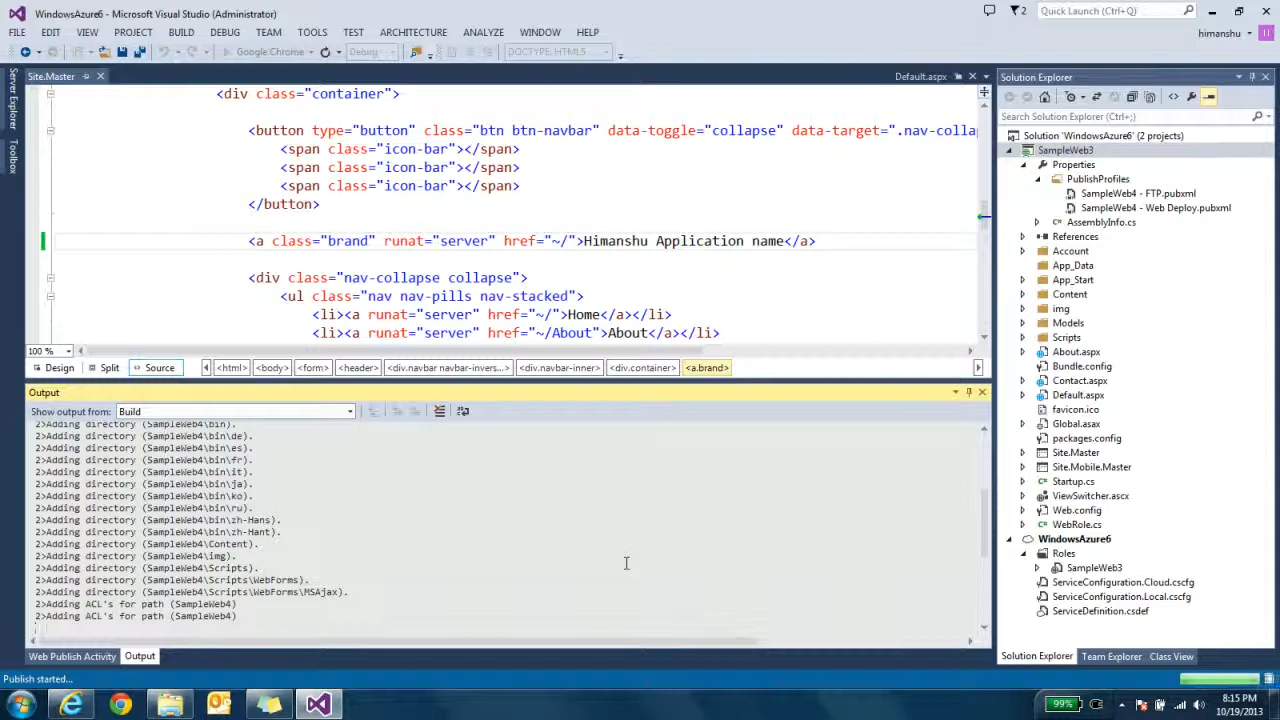 WindowsAzure6 - Microsoft Visual Studio (Administrator)
2
Quick Launch (Ctrl+Q)
FILE EDIT VIEW PROJECT BUILD DEBUG TEAM TOOLS TEST ARCHITECTURE ANALYZE WINDOW HELP
himanshu
HI
Google Chrome
Debug
DOCTYPE: HTML5
Server Explorer
Toolbox
Site.Master
Default.aspx
<div class="container">
<button type="button" class="btn btn-navbar" data-toggle="collapse" data-target=".nav-colla
<span class="icon-bar"></span>
<span class="icon-bar"></span>
<span class="icon-bar"></span>
</button>
<a class="brand" runat="server" href="~/">Himanshu Application name</a>
<div class="nav-collapse collapse">
<ul class="nav nav-pills nav-stacked">
<li><a runat="server" href="~/">Home</a></li>
<li><a runat="server" href="~/About">About</a></li>
100 %
Design Split Source
<html> <body> <form> <header> <div.navbar navbar-invers...> <div.navbar-inner> <div.container> <a.brand>
Output
Show output from: Build
2>Adding directory (SampleWeb4\bin).
2>Adding directory (SampleWeb4\bin\de).
2>Adding directory (SampleWeb4\bin\es).
2>Adding directory (SampleWeb4\bin\fr).
2>Adding directory (SampleWeb4\bin\it).
2>Adding directory (SampleWeb4\bin\ja).
2>Adding directory (SampleWeb4\bin\ko).
2>Adding directory (SampleWeb4\bin\ru).
2>Adding directory (SampleWeb4\bin\zh-Hans).
2>Adding directory (SampleWeb4\bin\zh-Hant).
2>Adding directory (SampleWeb4\Content).
2>Adding directory (SampleWeb4\img).
2>Adding directory (SampleWeb4\Scripts).
2>Adding directory (SampleWeb4\Scripts\WebForms).
2>Adding directory (SampleWeb4\Scripts\WebForms\MSAjax).
2>Adding ACL's for path (SampleWeb4)
2>Adding ACL's for path (SampleWeb4)
Web Publish Activity Output
Solution Explorer
Search Solution Explorer (Ctrl+;)
Solution 'WindowsAzure6' (2 projects)
SampleWeb3
Properties
PublishProfiles
SampleWeb4 - FTP.pubxml
SampleWeb4 - Web Deploy.pubxml
AssemblyInfo.cs
References
Account
App_Data
App_Start
Content
img
Models
Scripts
About.aspx
Bundle.config
Contact.aspx
Default.aspx
favicon.ico
Global.asax
packages.config
Site.Master
Site.Mobile.Master
Startup.cs
ViewSwitcher.ascx
Web.config
WebRole.cs
WindowsAzure6
Roles
SampleWeb3
ServiceConfiguration.Cloud.cscfg
ServiceConfiguration.Local.cscfg
ServiceDefinition.csdef
Solution Explorer Team Explorer Class View
Publish started...
99%
8:15 PM
10/19/2013